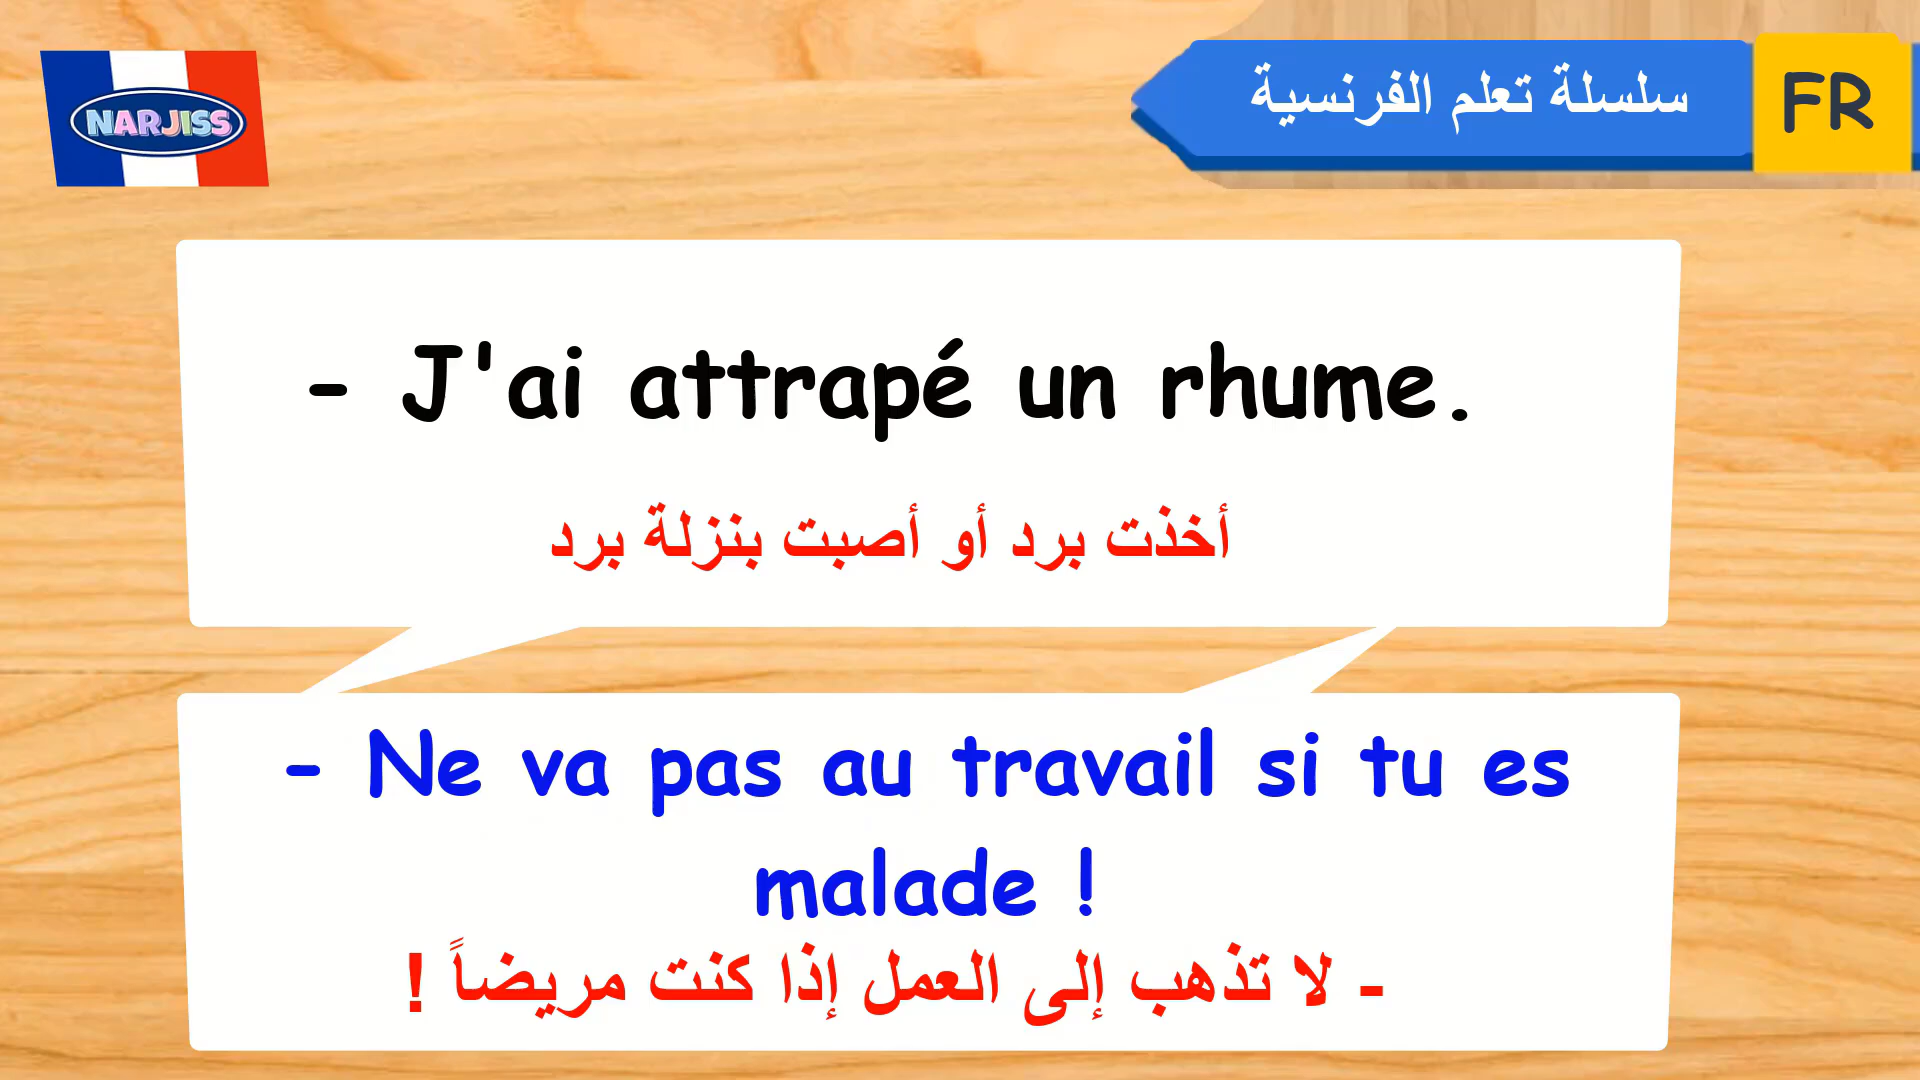 NARJISS
سلسلة تعلم الفرنسية
FR
- J'ai attrapé un rhume.
أخذت برد أو أصبت بنزلة برد
- Ne va pas au travail si tu es
malade !
- لا تذهب إلى العمل إذا كنت مريضاً !